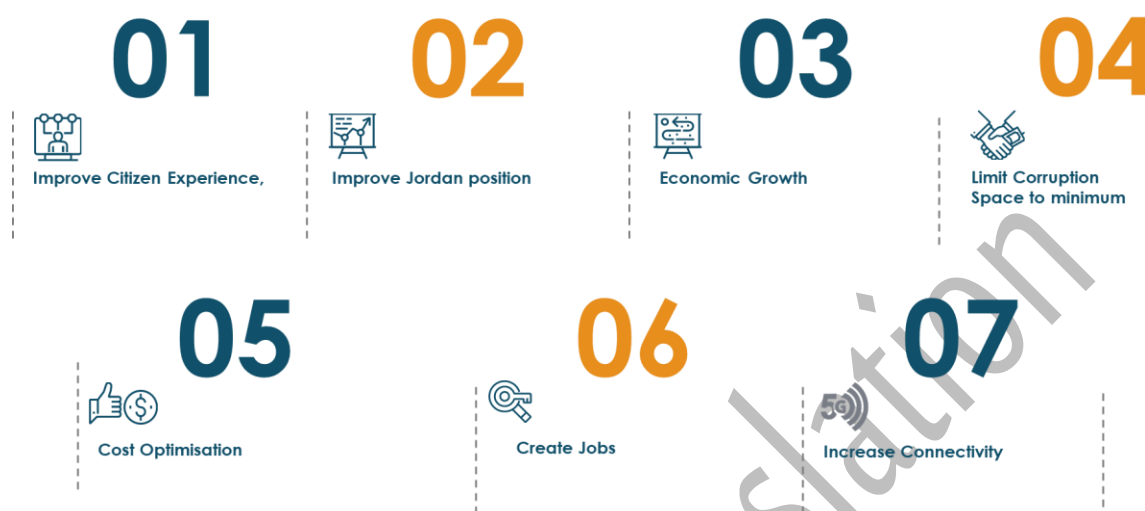 01
02
03
04
Improve Citizen Experience,
Improve Jordan position
Economic Growth
Limit Corruption
Space to minimum
05
06
07
5G
Cost Optimisation
Create Jobs
Increase Connectivity
slation